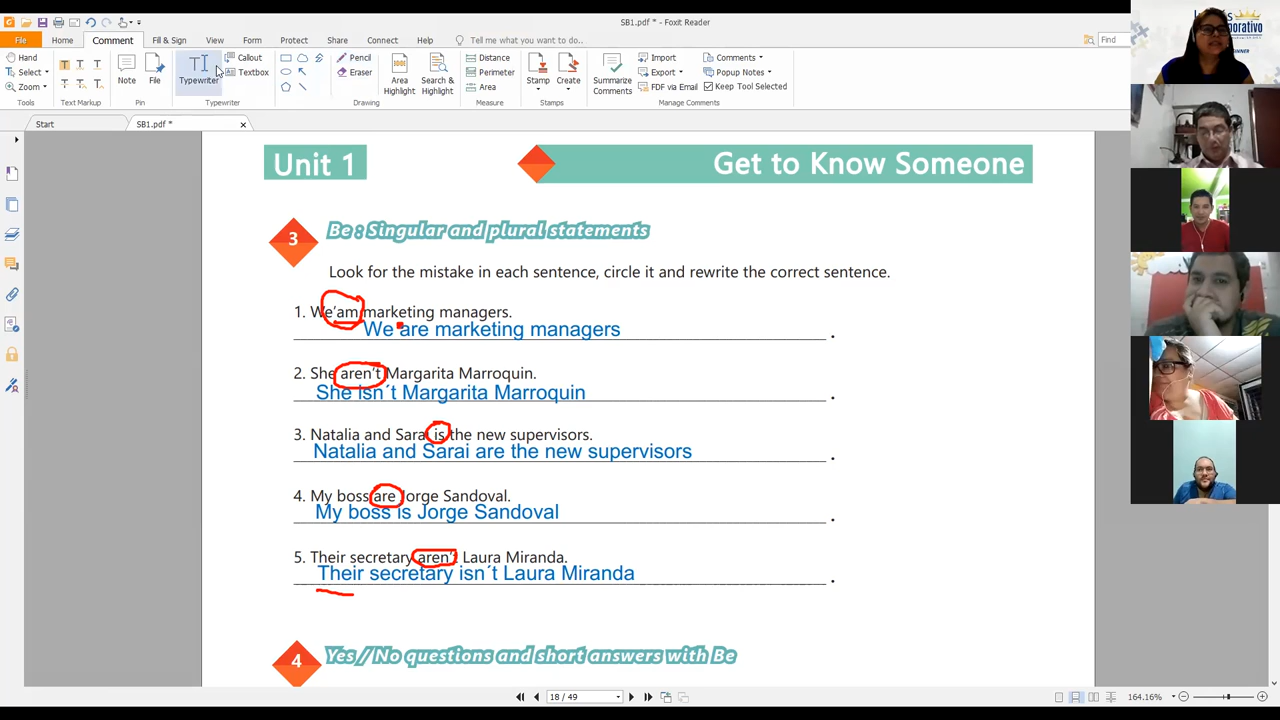 SB1.pdf * - Foxit Reader
File Home Comment Fill & Sign View Form Protect Share Connect Help Tell me what you want to do... Find
Hand
Select
Zoom
Tools
Text Markup
Note
File
Pin
Typewriter
Callout
Textbox
Typewriter
Pencil
Eraser
Drawing
Area Highlight
Search & Highlight
Distance
Perimeter
Area
Measure
Stamp
Create
Stamps
Summarize Comments
Import
Export
FDF via Email
Comments
Popup Notes
Keep Tool Selected
Manage Comments
Start
SB1.pdf *
Unit 1
Get to Know Someone
3 Be : Singular and plural statements
Look for the mistake in each sentence, circle it and rewrite the correct sentence.
1. We'am marketing managers.
We are marketing managers
2. She aren't Margarita Marroquin.
She isn´t Margarita Marroquin
3. Natalia and Sarai is the new supervisors.
Natalia and Sarai are the new supervisors
4. My boss are Jorge Sandoval.
My boss is Jorge Sandoval
5. Their secretary aren't Laura Miranda.
Their secretary isn´t Laura Miranda
4 Yes / No questions and short answers with Be
18 / 49
164.16%